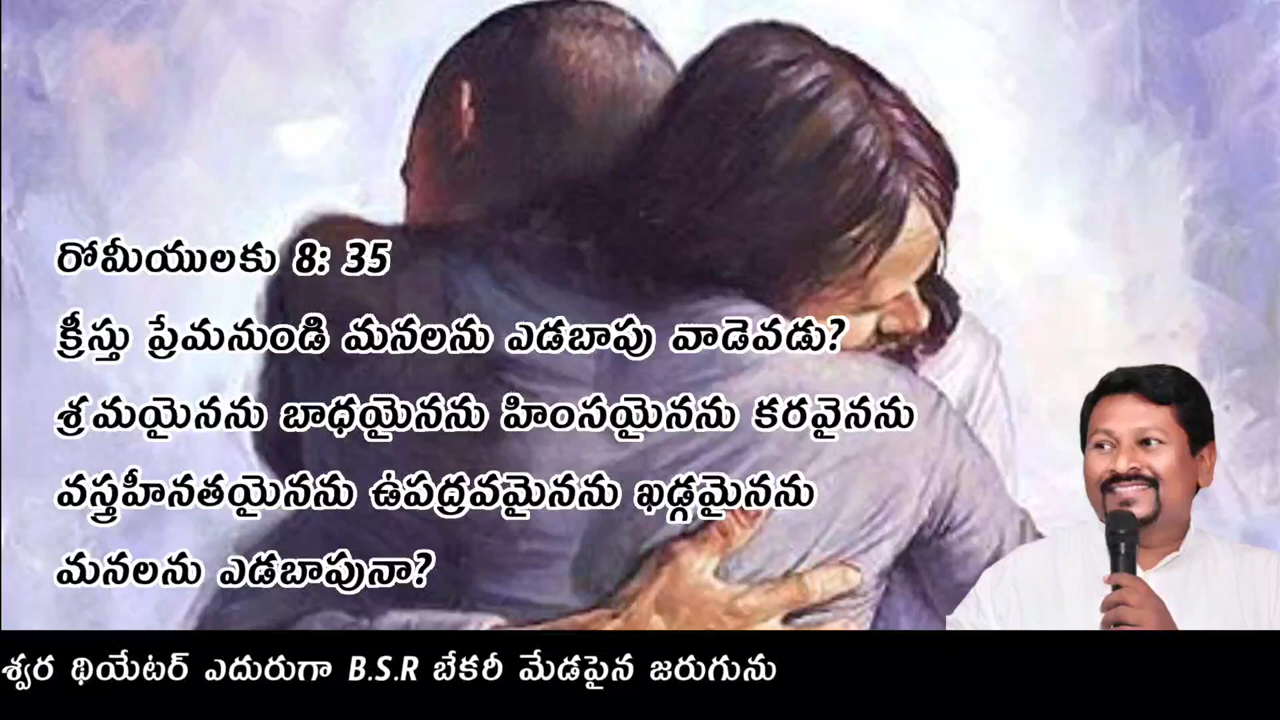 రోమీయులకు 8: 35
క్రీస్తు ప్రేమనుండి మనలను ఎడబాపు వాడెవడు?
శ్రమయైనను బాధయైనను హింసయైనను కరవైనను
వస్త్రహీనతయైనను ఉపద్రవమైనను ఖడ్గమైనను
మనలను ఎడబాపునా?
శ్వర థియేటర్ ఎదురుగా B.S.R బేకరీ మేడపైన జరుగును